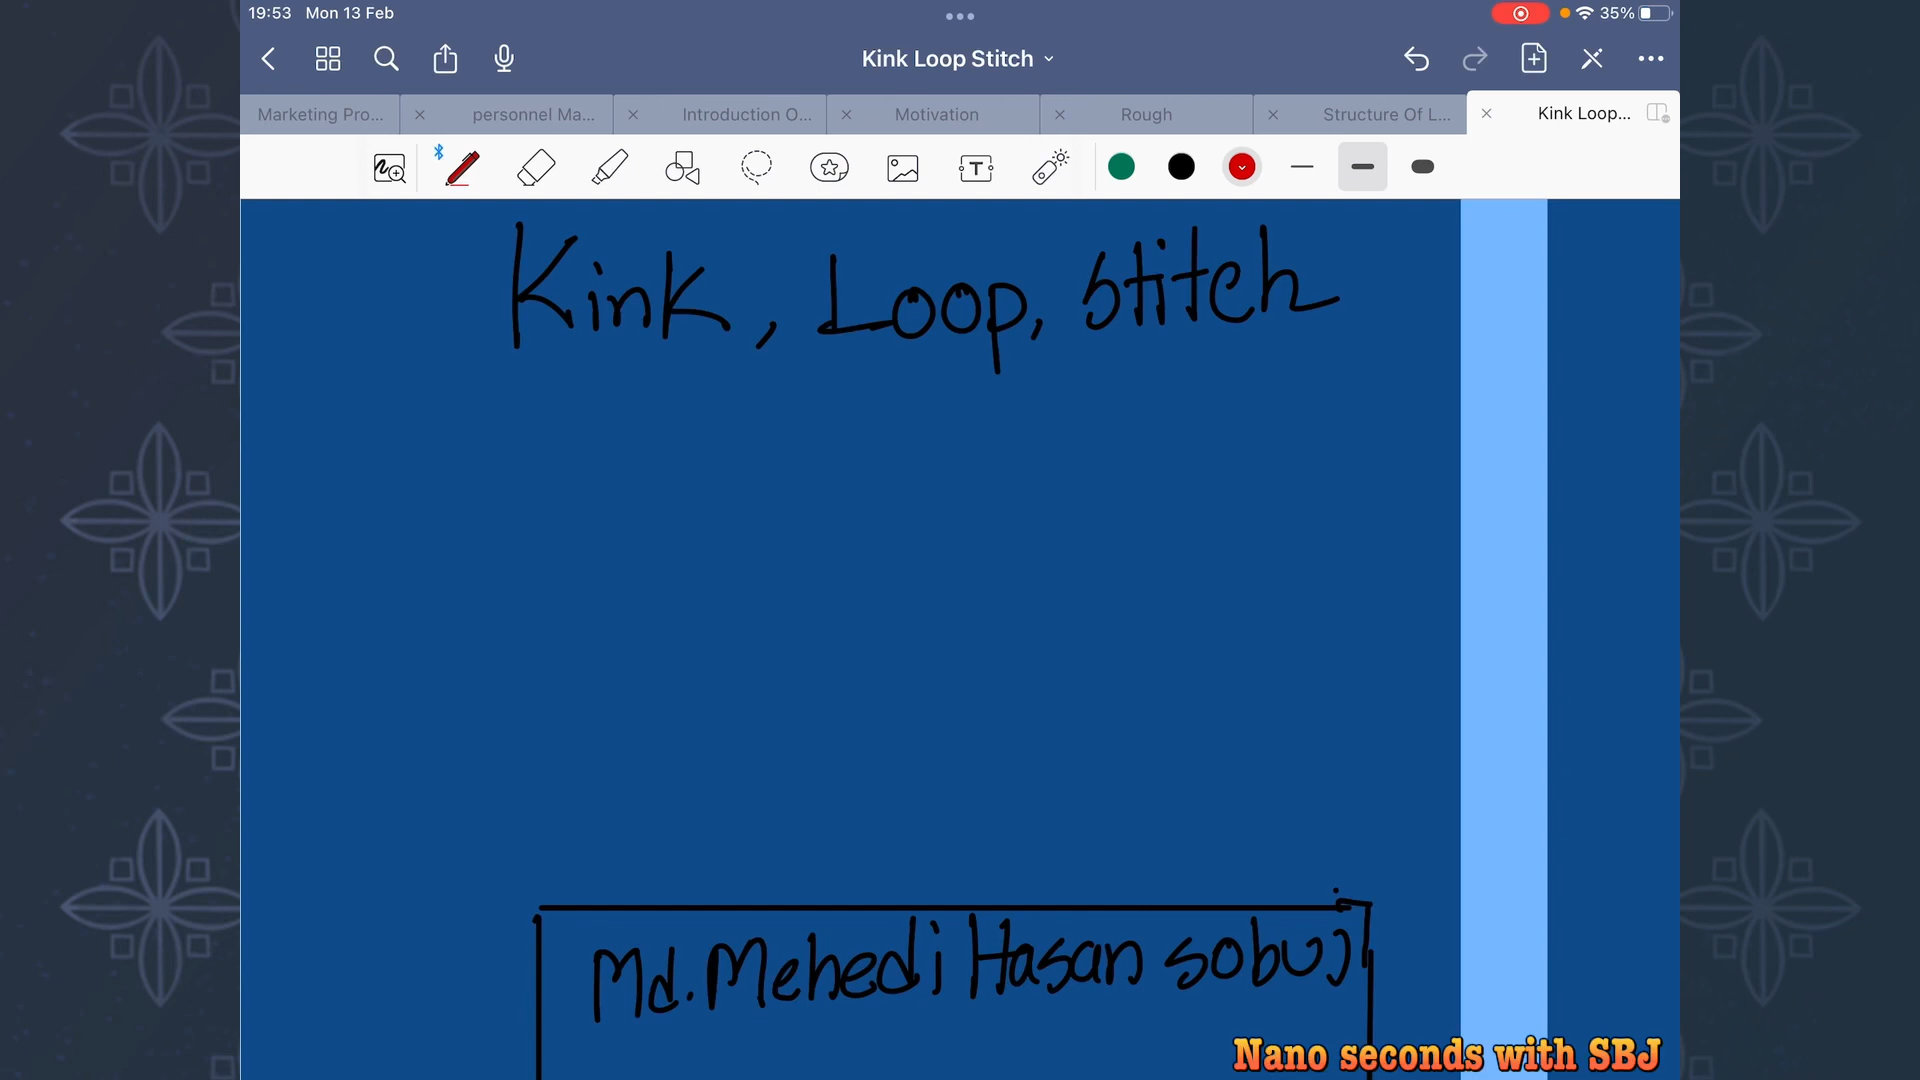 19:53 Mon 13 Feb
35%
Kink Loop Stitch
Marketing Pro... personnel Ma... Introduction O... Motivation Rough Structure Of L... Kink Loop...
T
Kink, Loop, Stitch
Md. Mehedi Hasan sobuj
Nano seconds with SBJ